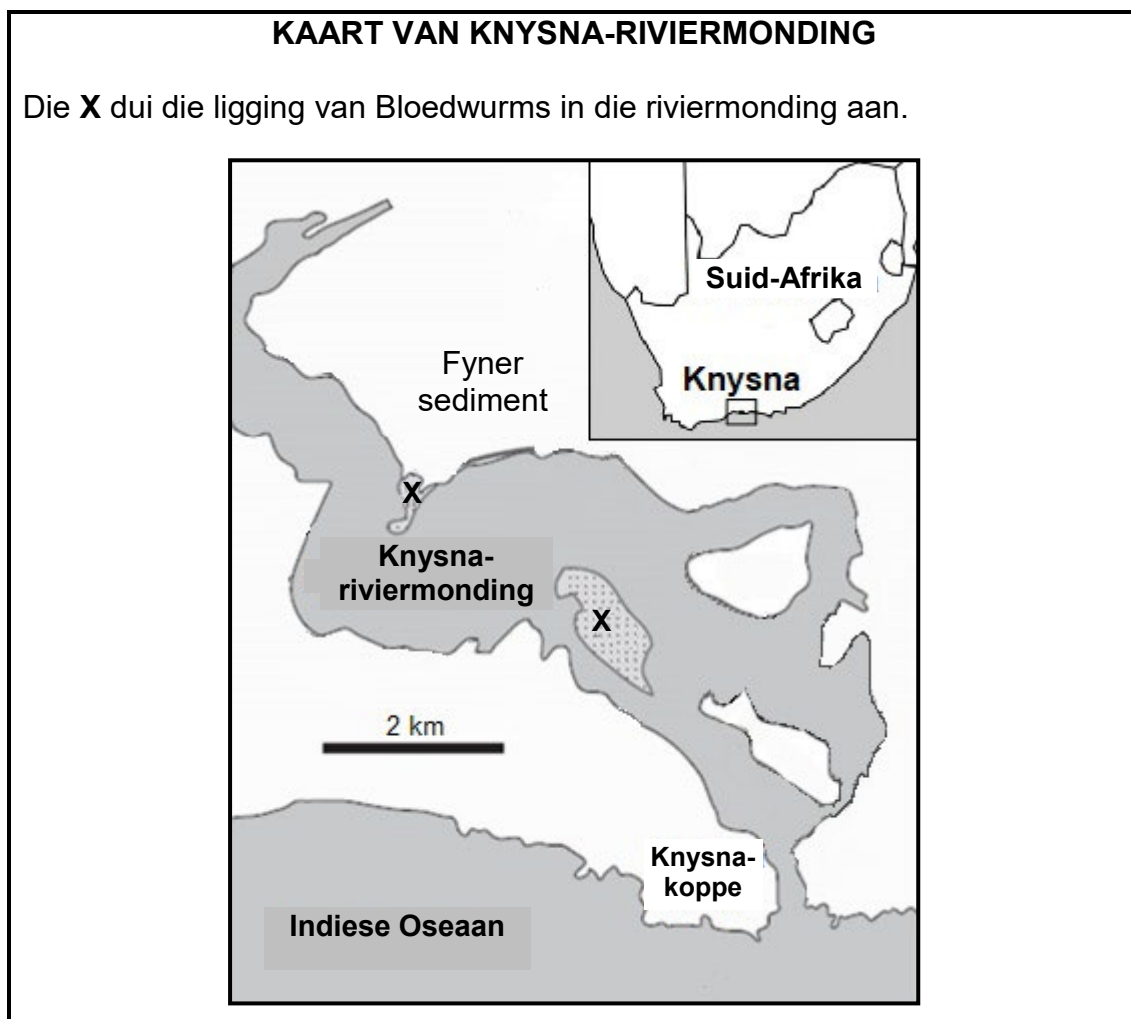 KAART VAN KNYSNA-RIVIERMONDING
Die X dui die ligging van Bloedwurms in die riviermonding aan.
Suid-Afrika
Knysna
Fyner
sediment
X
Knysna-
riviermonding
X
2 km
Knysna-
koppe
Indiese Oseaan